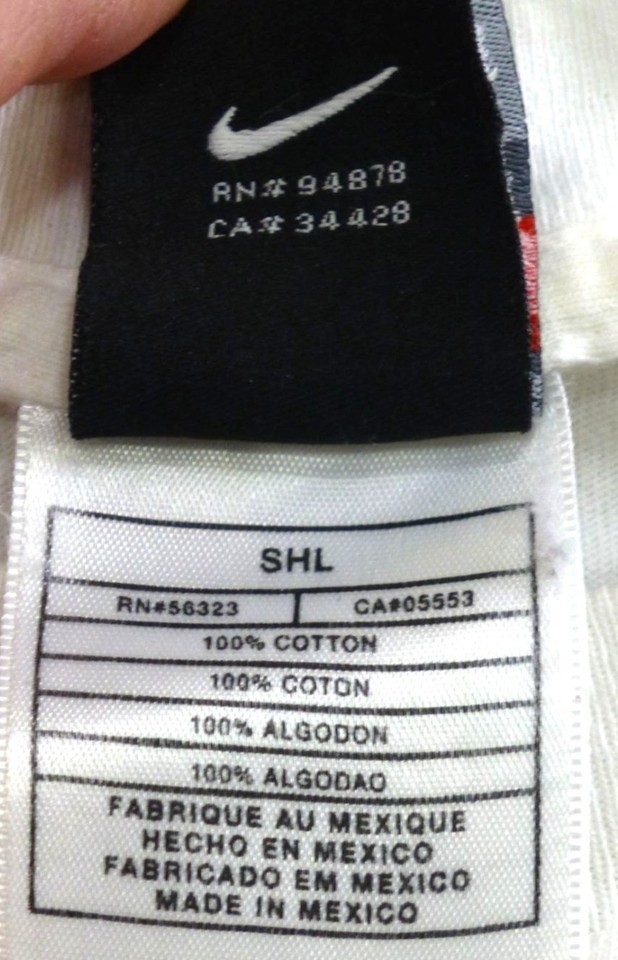 RN# 94878
CA# 34428
SHL
RN#56323 CA#05553
100% COTTON
100% COTON
100% ALGODON
100% ALGODAO
FABRIQUE AU MEXIQUE
HECHO EN MEXICO
FABRICADO EM MEXICO
MADE IN MEXICO